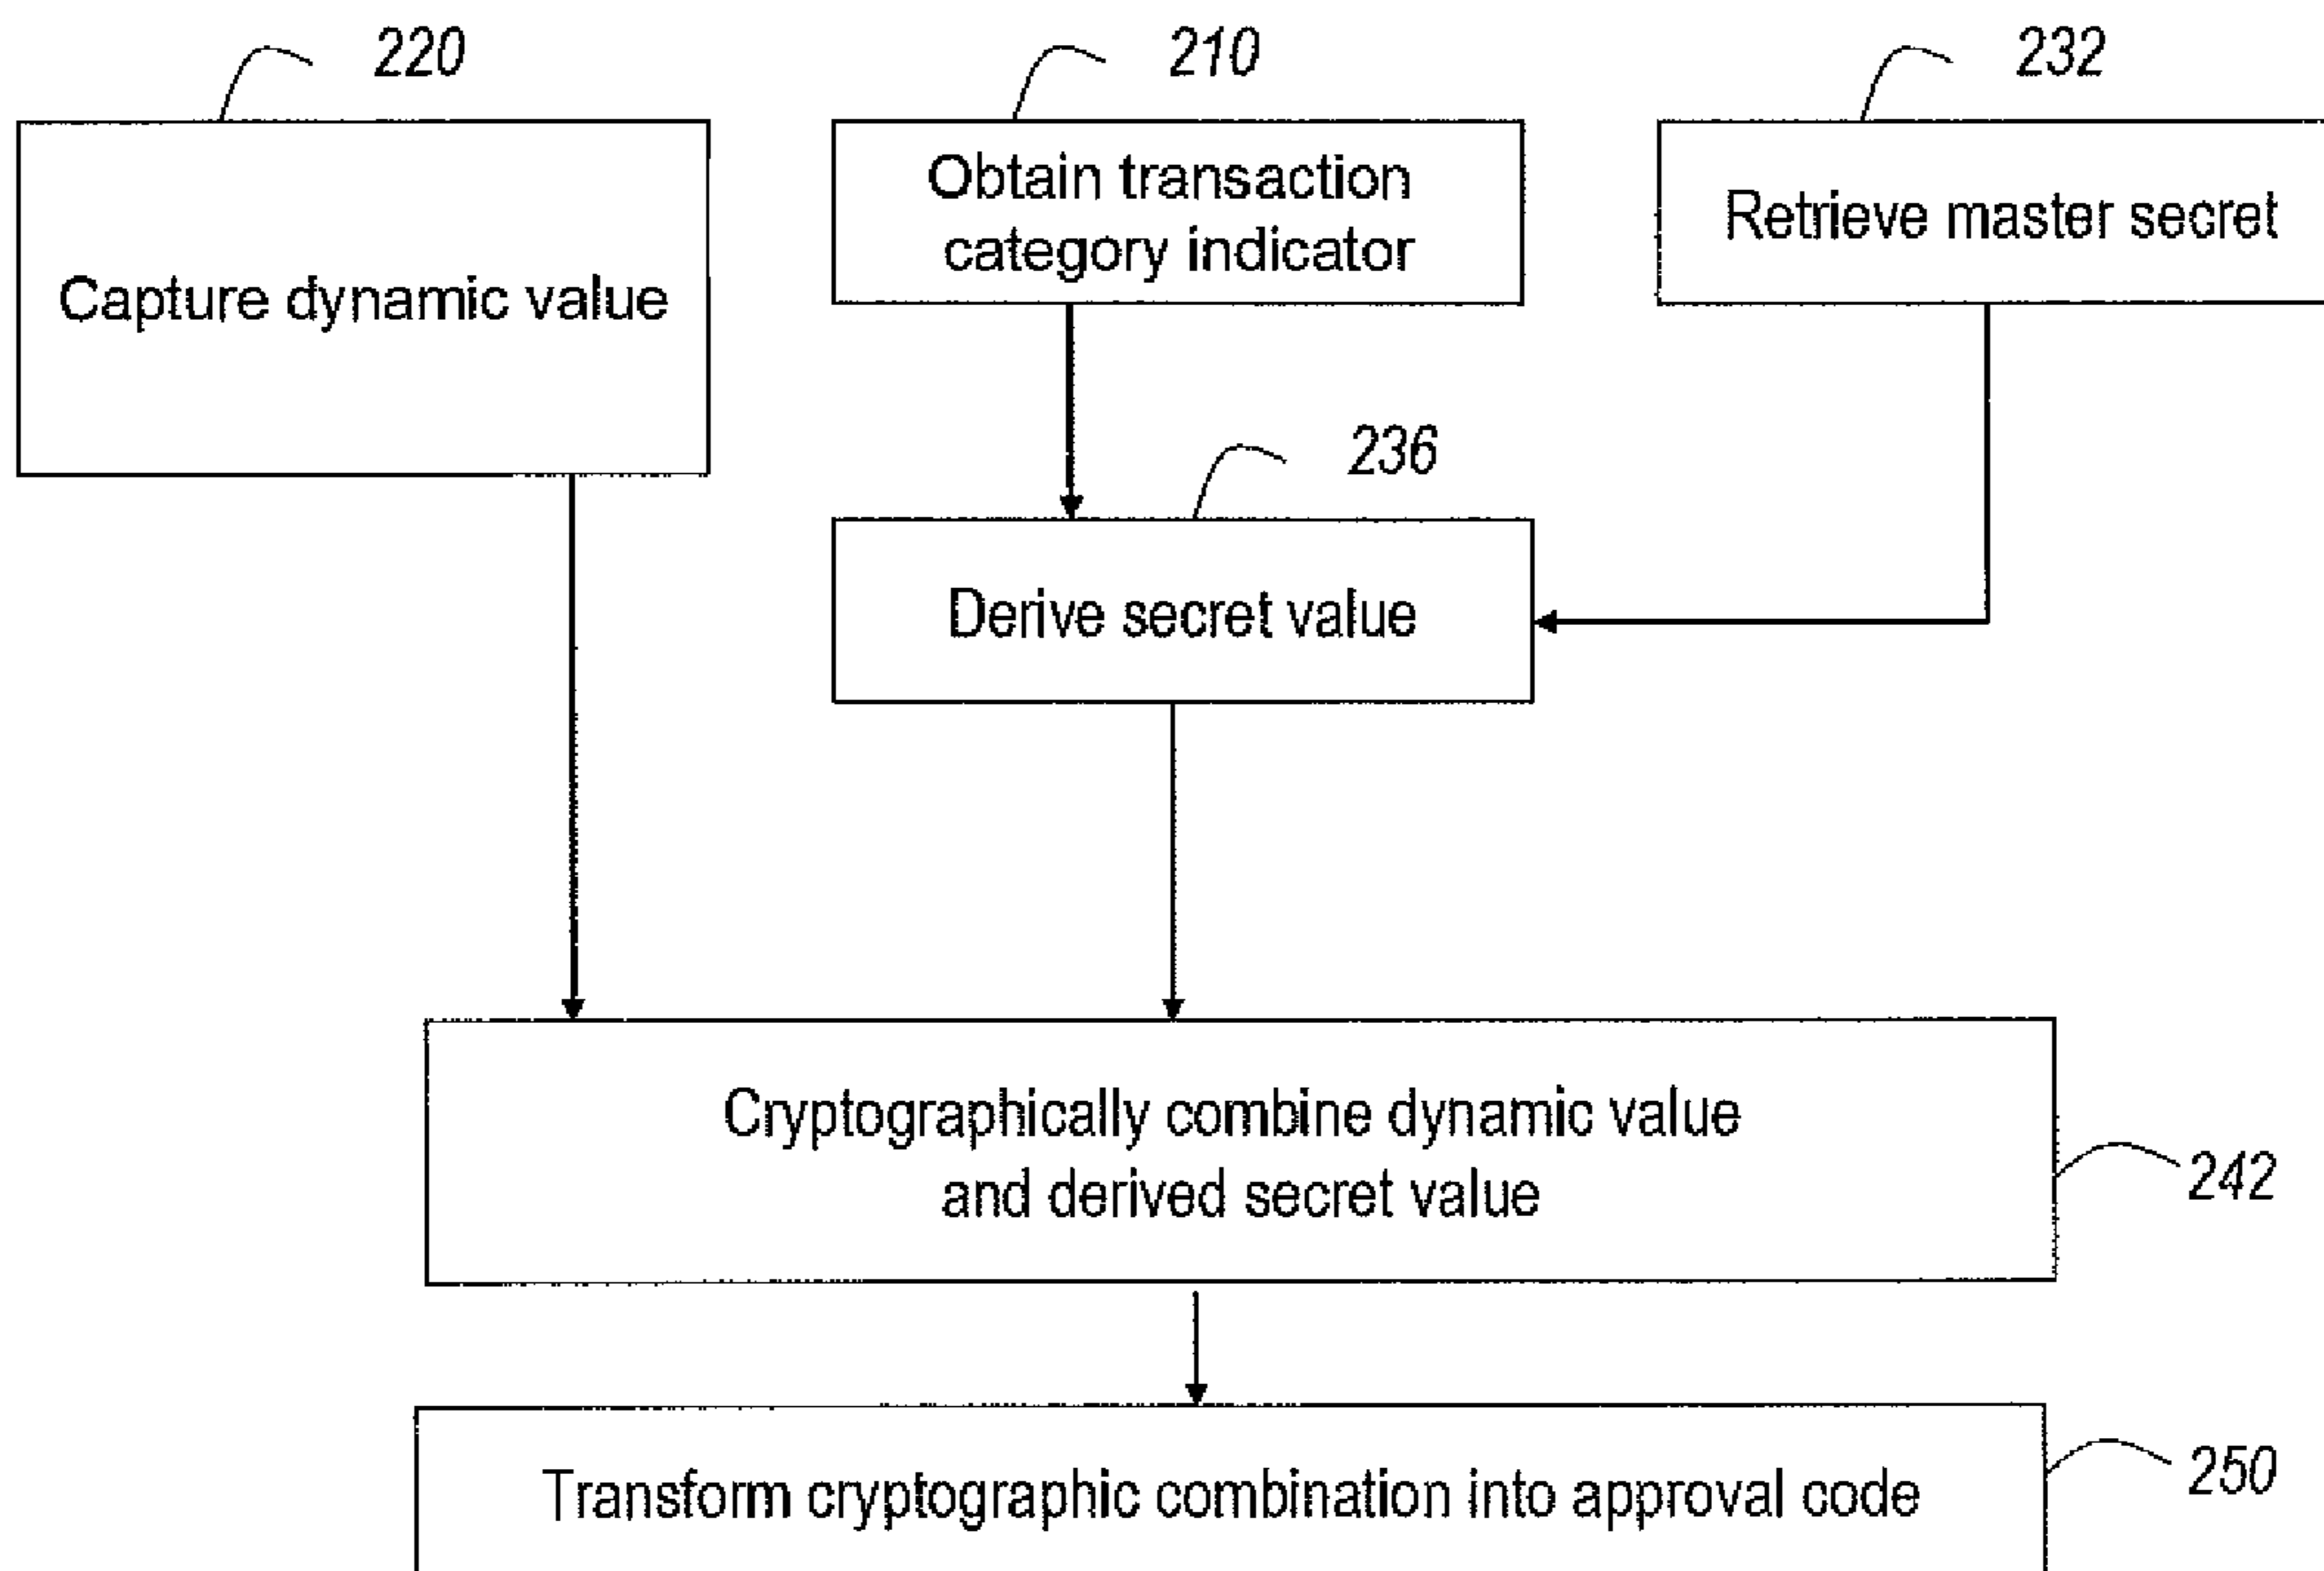 220
210
232
Capture dynamic value
Obtain transaction
category indicator
Retrieve master secret
236
Derive secret value
Cryptographically combine dynamic value
and derived secret value
242
Transform cryptographic combination into approval code
250